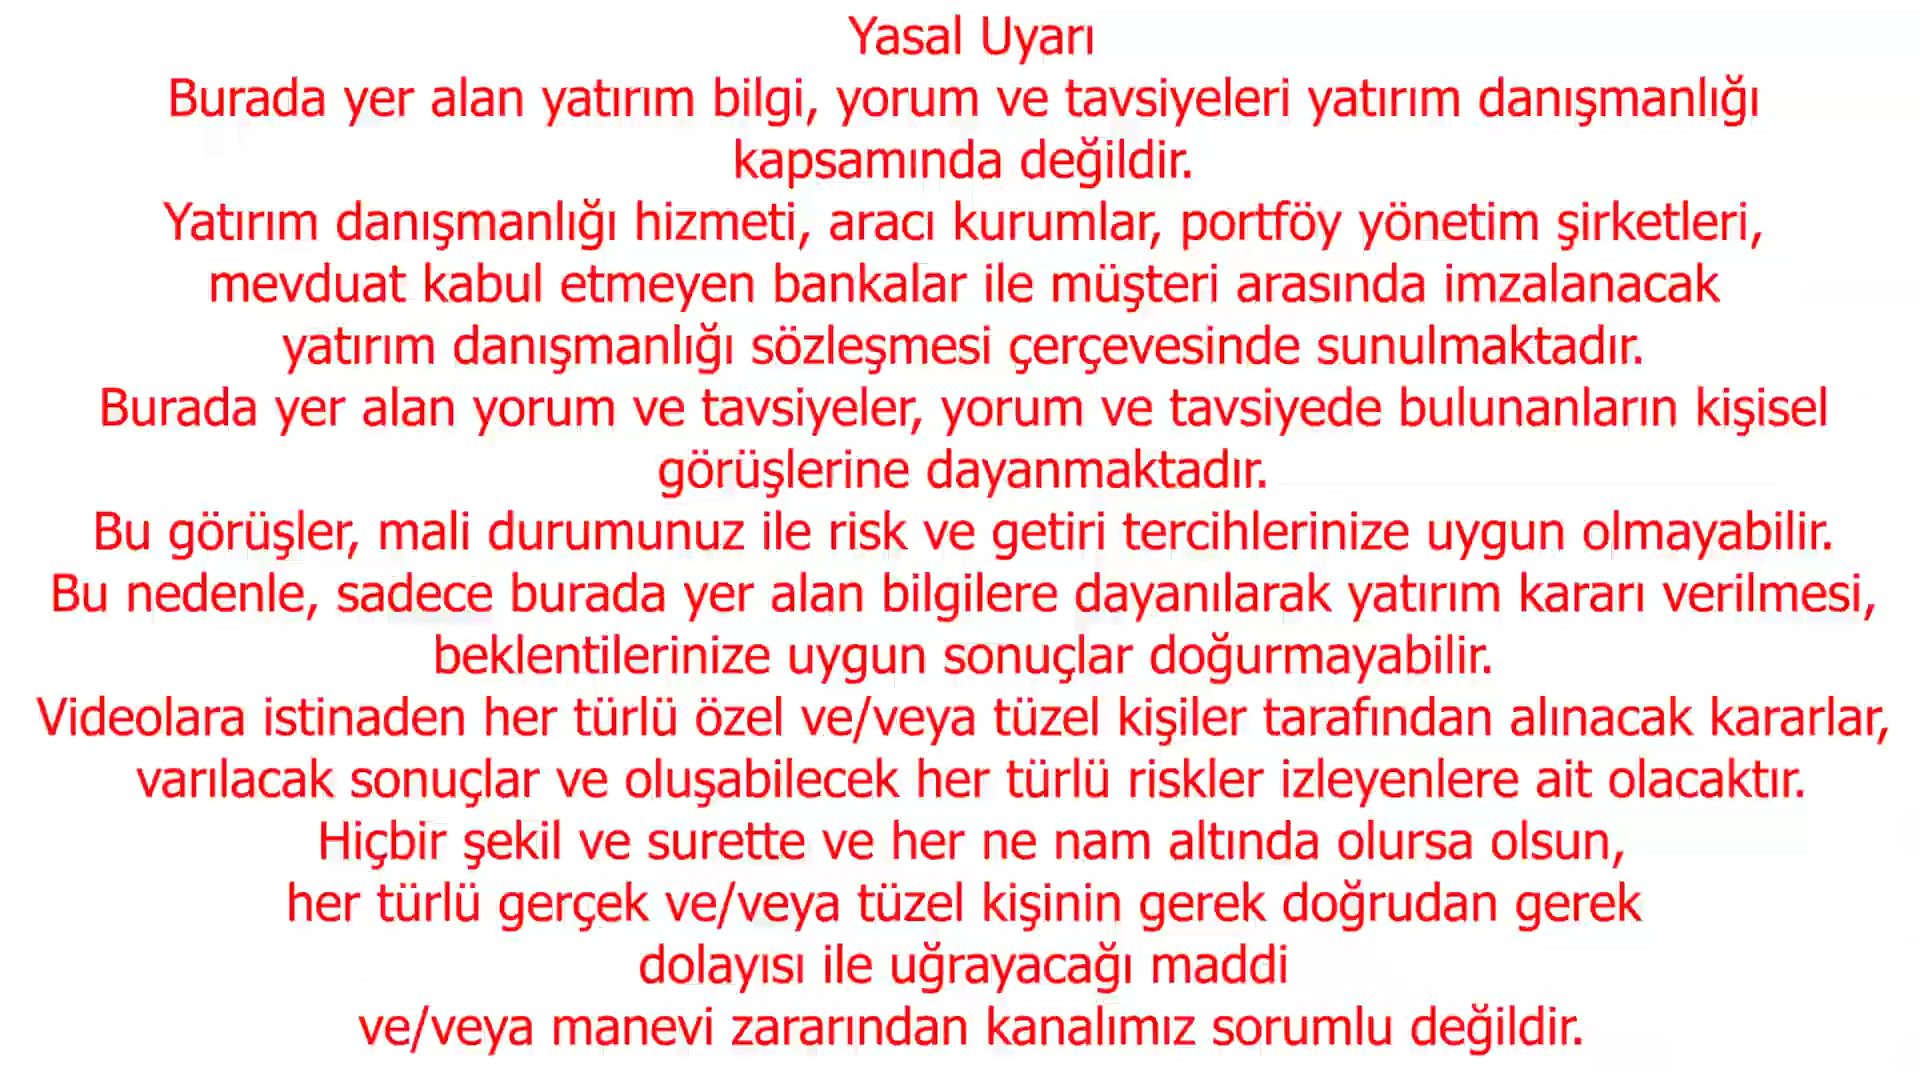 Yasal Uyarı
Burada yer alan yatırım bilgi, yorum ve tavsiyeleri yatırım danışmanlığı
kapsamında değildir.
Yatırım danışmanlığı hizmeti, aracı kurumlar, portföy yönetim şirketleri,
mevduat kabul etmeyen bankalar ile müşteri arasında imzalanacak
yatırım danışmanlığı sözleşmesi çerçevesinde sunulmaktadır.
Burada yer alan yorum ve tavsiyeler, yorum ve tavsiyede bulunanların kişisel
görüşlerine dayanmaktadır.
Bu görüşler, mali durumunuz ile risk ve getiri tercihlerinize uygun olmayabilir.
Bu nedenle, sadece burada yer alan bilgilere dayanılarak yatırım kararı verilmesi,
beklentilerinize uygun sonuçlar doğurmayabilir.
Videolara istinaden her türlü özel ve/veya tüzel kişiler tarafından alınacak kararlar,
varılacak sonuçlar ve oluşabilecek her türlü riskler izleyenlere ait olacaktır.
Hiçbir şekil ve surette ve her ne nam altında olursa olsun,
her türlü gerçek ve/veya tüzel kişinin gerek doğrudan gerek
dolayısı ile uğrayacağı maddi
ve/veya manevi zararından kanalımız sorumlu değildir.